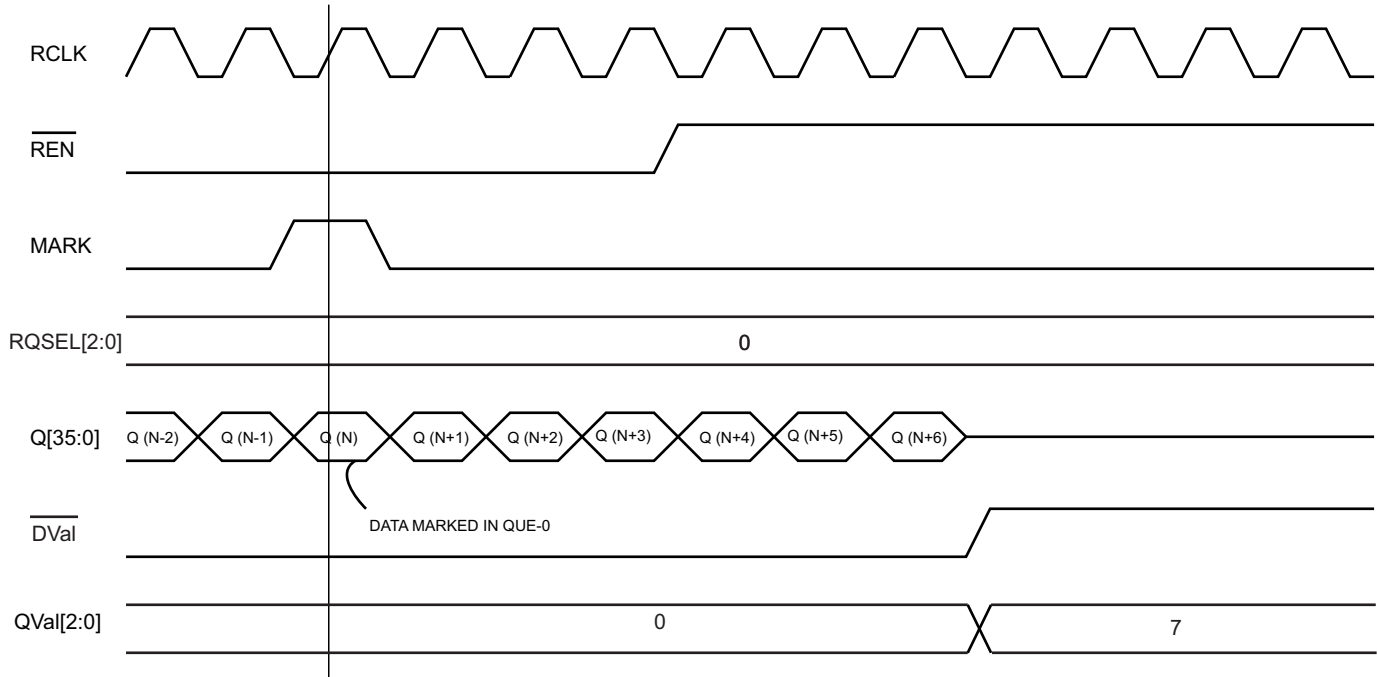 RCLK
REN
MARK
RQSEL[2:0] 0
Q[35:0] Q (N-2) Q (N-1) Q (N) Q (N+1) Q (N+2) Q (N+3) Q (N+4) Q (N+5) Q (N+6)
DATA MARKED IN QUE-0
DVal
QVal[2:0] 0 7